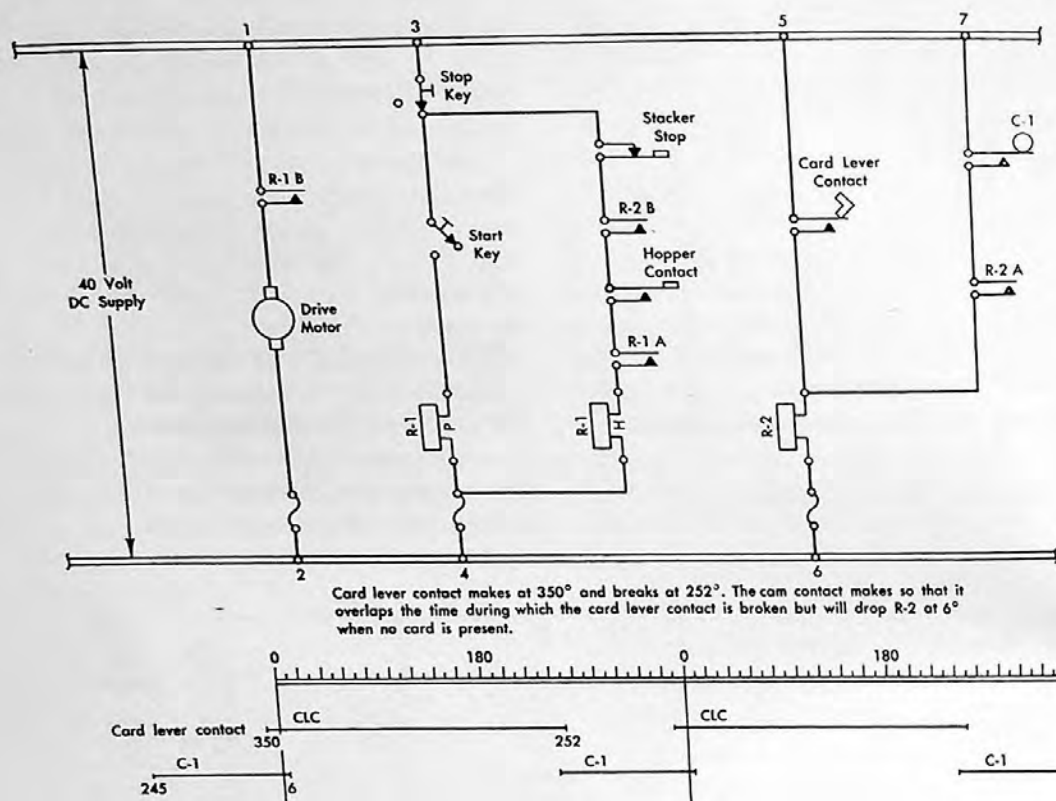 1
3
5
7
Stop
Key
Stacker
Stop
C-1
Card Lever
Contact
R-1 B
R-2 B
Start
Key
Hopper
Contact
R-2 A
40 Volt
DC Supply
Drive
Motor
R-1 A
R-1
P
R-1
H
R-2
2
4
6
Card lever contact makes at 350° and breaks at 252°. The cam contact makes so that it
overlaps the time during which the card lever contact is broken but will drop R-2 at 6°
when no card is present.
0 180 0 180
Card lever contact CLC CLC
350 252
C-1 C-1 C-1
245 6